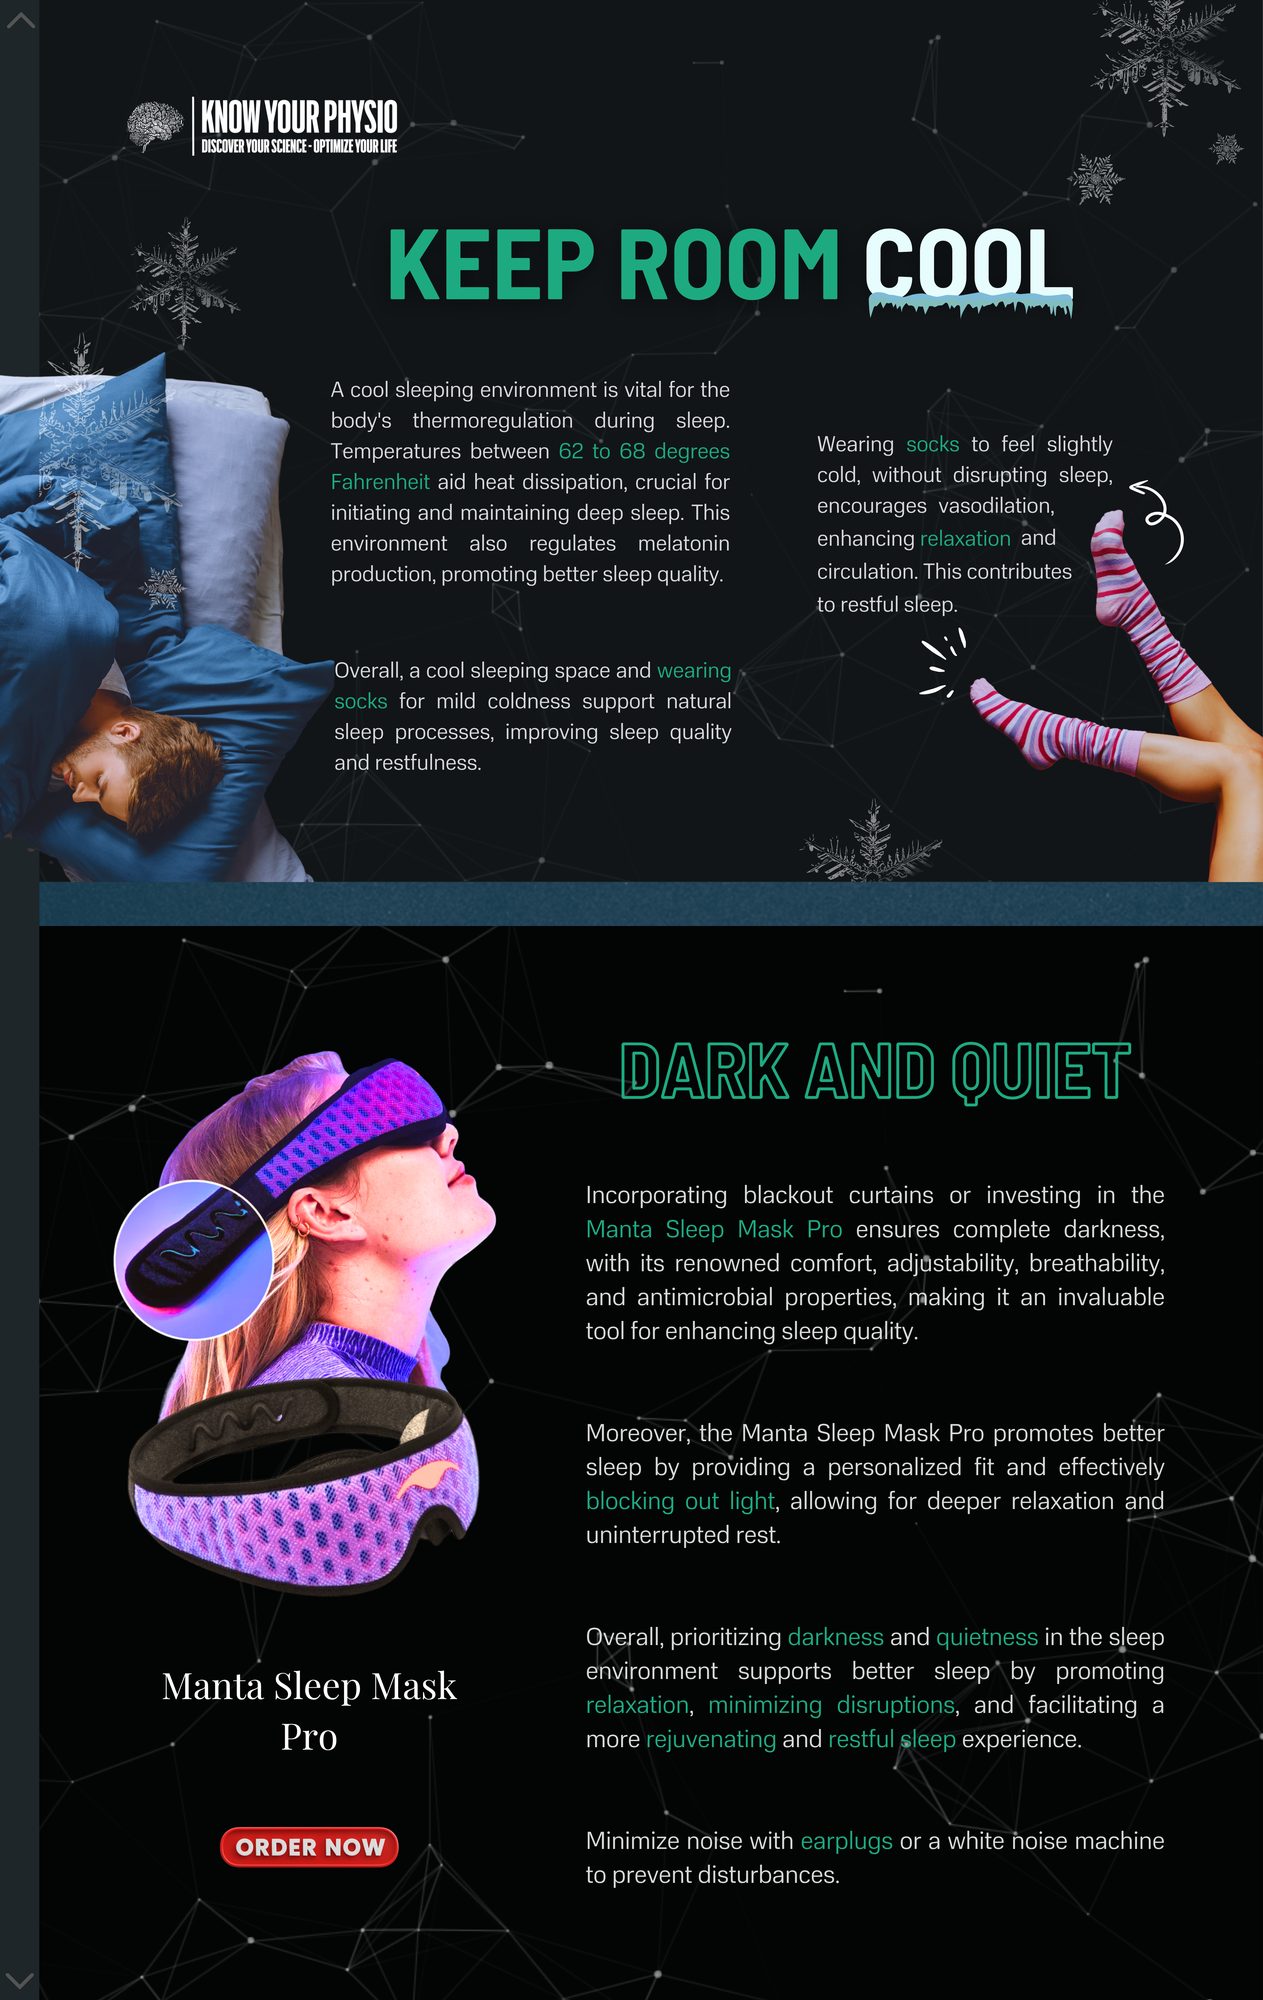 KNOW YOUR PHYSIO
DISCOVER YOUR SCIENCE - OPTIMIZE YOUR LIFE
KEEP ROOM COOL
A cool sleeping environment is vital for the
body's thermoregulation during sleep.
Temperatures between 62 to 68 degrees
Fahrenheit aid heat dissipation, crucial for
initiating and maintaining deep sleep. This
environment also regulates melatonin
production, promoting better sleep quality.
Overall, a cool sleeping space and wearing
socks for mild coldness support natural
sleep processes, improving sleep quality
and restfulness.
Wearing socks to feel slightly
cold, without disrupting sleep,
encourages vasodilation,
enhancing relaxation and
circulation. This contributes
to restful sleep.
DARK AND QUIET
Incorporating blackout curtains or investing in the
Manta Sleep Mask Pro ensures complete darkness,
with its renowned comfort, adjustability, breathability,
and antimicrobial properties, making it an invaluable
tool for enhancing sleep quality.
Moreover, the Manta Sleep Mask Pro promotes better
sleep by providing a personalized fit and effectively
blocking out light, allowing for deeper relaxation and
uninterrupted rest.
Overall, prioritizing darkness and quietness in the sleep
environment supports better sleep by promoting
relaxation, minimizing disruptions, and facilitating a
more rejuvenating and restful sleep experience.
Minimize noise with earplugs or a white noise machine
to prevent disturbances.
Manta Sleep Mask
Pro
ORDER NOW